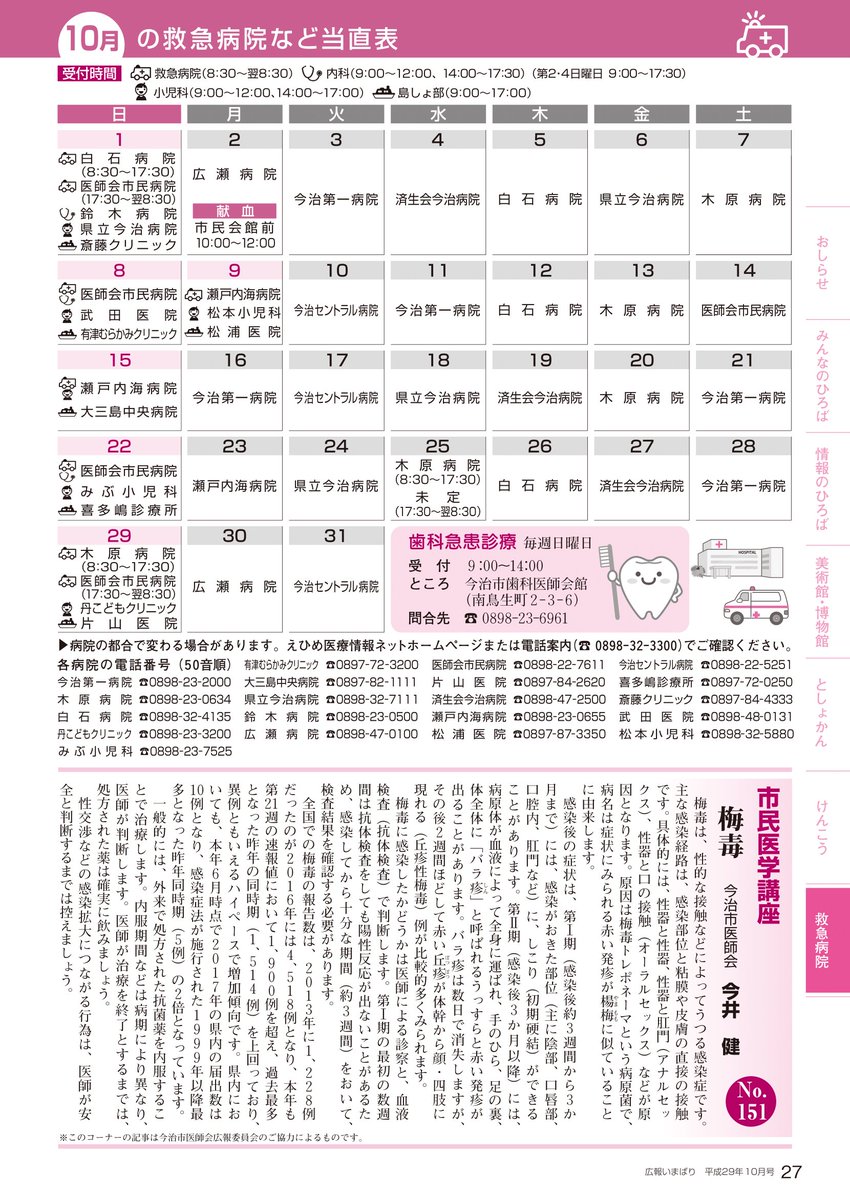 10月 の救急病院など当直表
受付時間 救急病院(8:30～翌8:30) 内科(9:00～12:00、14:00～17:30)(第2・4日曜日 9:00～17:30)
小児科(9:00～12:00、14:00～17:00) 島しょ部(9:00～17:00)
日 月 火 水 木 金 土
1
白石病院
(8:30～17:30)
医師会市民病院
(17:30～翌8:30)
鈴木病院
県立今治病院
斎藤クリニック
2
広瀬病院
献血
市民会館前
10:00～12:00
3
今治第一病院
4
済生会今治病院
5
白石病院
6
県立今治病院
7
木原病院
8
医師会市民病院
武田医院
有津むらかみクリニック
9
瀬戸内海病院
松本小児科
松浦医院
10
今治セントラル病院
11
今治第一病院
12
白石病院
13
木原病院
14
医師会市民病院
15
瀬戸内海病院
大三島中央病院
16
今治第一病院
17
今治セントラル病院
18
県立今治病院
19
済生会今治病院
20
木原病院
21
今治第一病院
22
医師会市民病院
みぶ小児科
喜多嶋診療所
23
瀬戸内海病院
24
県立今治病院
25
木原病院
(8:30～17:30)
未定
(17:30～翌8:30)
26
白石病院
27
済生会今治病院
28
今治第一病院
29
木原病院
(8:30～17:30)
医師会市民病院
(17:30～翌8:30)
丹こどもクリニック
片山医院
30
広瀬病院
31
今治セントラル病院
歯科急患診療 毎週日曜日
受付 9:00～14:00
ところ 今治市歯科医師会館
(南鳥生町2-3-6)
問合先 ☎0898-23-6961
HOSPITAL
▶病院の都合で変わる場合があります。えひめ医療情報ネットホームページまたは電話案内(☎0898-32-3300)でご確認ください。
各病院の電話番号(50音順) 有津むらかみクリニック ☎0897-72-3200 医師会市民病院 ☎0898-22-7611 今治セントラル病院 ☎0898-22-5251
今治第一病院 ☎0898-23-2000 大三島中央病院 ☎0897-82-1111 片山医院 ☎0897-84-2620 喜多嶋診療所 ☎0897-72-0250
木原病院 ☎0898-23-0634 県立今治病院 ☎0898-32-7111 済生会今治病院 ☎0898-47-2500 斎藤クリニック ☎0897-84-4333
白石病院 ☎0898-32-4135 鈴木病院 ☎0898-23-0500 瀬戸内海病院 ☎0898-23-0655 武田医院 ☎0898-48-0131
丹こどもクリニック ☎0898-23-3200 広瀬病院 ☎0898-47-0100 松浦医院 ☎0897-87-3350 松本小児科 ☎0898-32-5880
みぶ小児科 ☎0898-23-7525
市民医学講座
梅毒 今治市医師会 今井 健
No.151
梅毒は、性的な接触などによってうつる感染症です。
主な感染経路は、感染部位と粘膜や皮膚の直接の接触
です。具体的には、性器と性器、性器と肛門(アナルセッ
クス)、性器と口の接触(オーラルセックス)などが原
因となります。原因は梅毒トレポネーマという病原菌で、
病名は症状にみられる赤い発疹が楊梅に似ていること
に由来します。
感染後の症状は、第Ⅰ期(感染後約3週間から3か
月まで)には、感染がおきた部位(主に陰部、口唇部、
口腔内、肛門など)に、しこり(初期硬結)ができる
ことがあります。第Ⅱ期(感染後3か月以降)には、
病原体が血液によって全身に運ばれ、手のひら、足の裏、
体全体に「バラ疹」と呼ばれるうっすらと赤い発疹が
出ることがあります。バラ疹は数日で消失しますが、
その後2週間ほどして赤い丘疹が体幹から顔・四肢に
現れる(丘疹性梅毒)例が比較的多くみられます。
梅毒に感染したかどうかは医師による診察と、血液
検査(抗体検査)で判断します。第Ⅰ期の最初の数週
間は抗体検査をしても陽性反応が出ないことがあるた
め、感染してから十分な期間(約3週間)をおいて、
検査結果を確認する必要があります。
全国での梅毒の報告数は、2013年に1,228例
だったのが2016年には4,518例となり、本年も
第21週の速報値において1,900例を超え、過去最多
となった昨年の同時期(1,514例)を上回っており、
異例ともいえるハイペースで増加傾向です。県内にお
いても、本年6月時点で2017年の県内の届出数は
10例となり、感染症法が施行された1999年以降最
多となった昨年同時期(5例)の2倍となっています。
一般的には、外来で処方された抗菌薬を内服するこ
とで治療します。内服期間などは病期により異なり、
医師が判断します。医師が治療を終了とするまでは、
処方された薬は確実に飲みましょう。
性交渉などの感染拡大につながる行為は、医師が安
全と判断するまでは控えましょう。
※このコーナーの記事は今治市医師会広報委員会のご協力によるものです。
おしらせ
みんなのひろば
情報のひろば
美術館・博物館
としょかん
けんこう
救急病院
広報いまばり 平成29年10月号 27